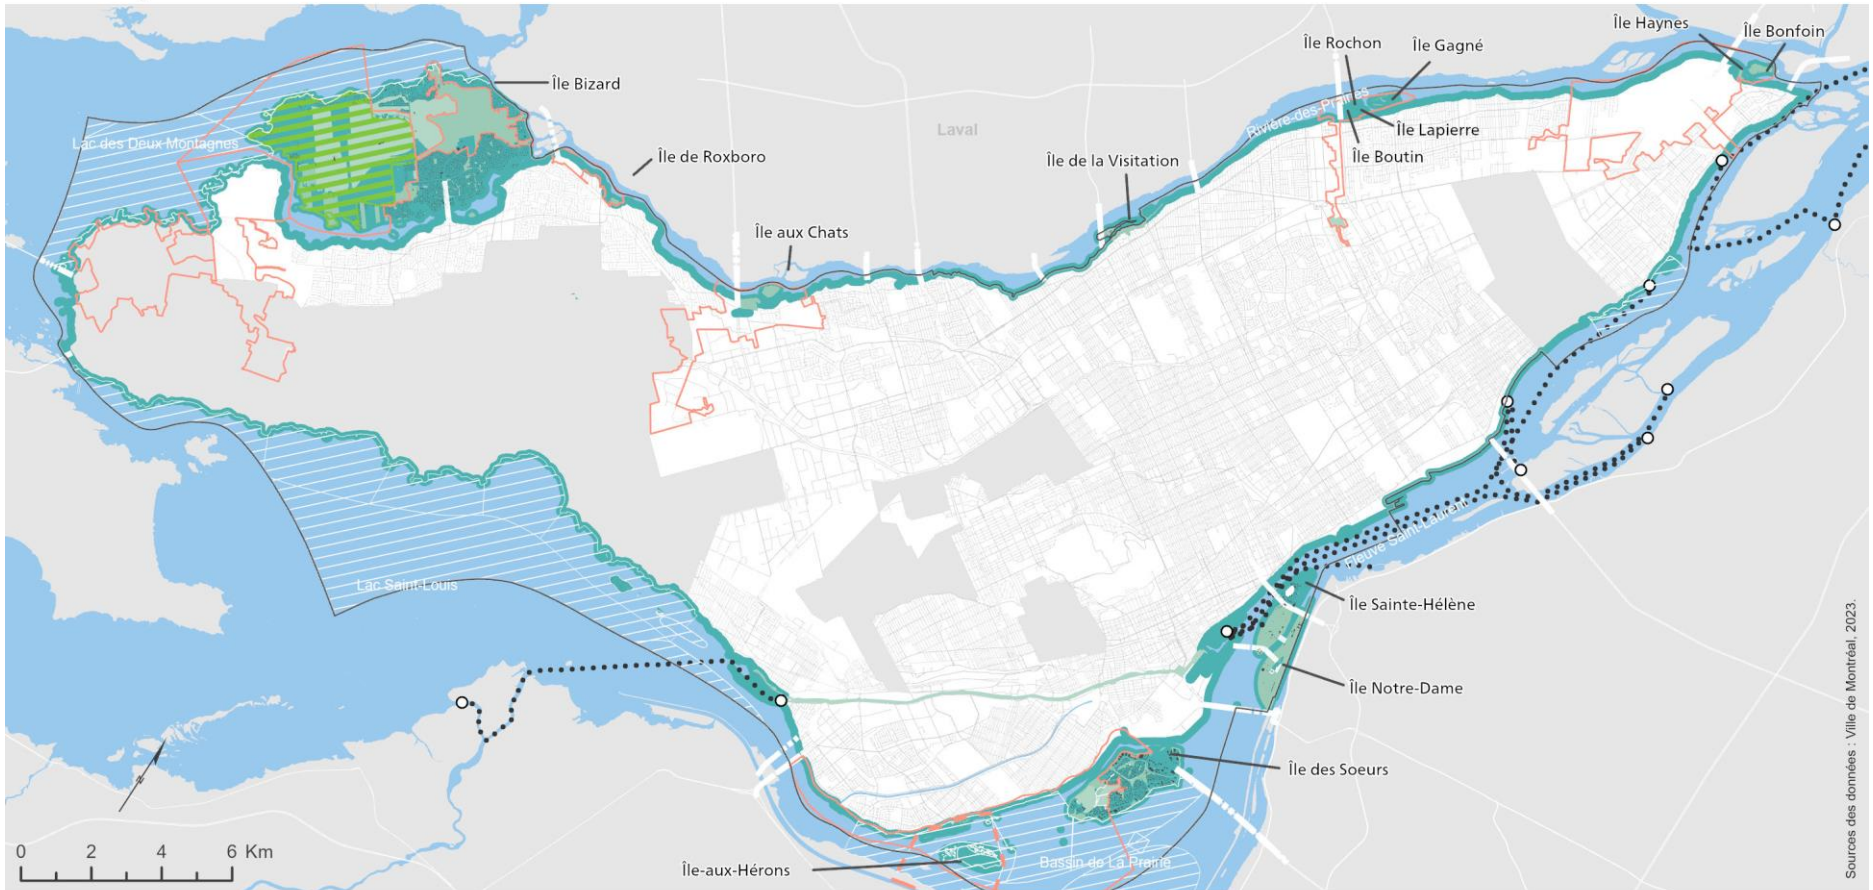 Île Haynes
Île Bonfoin
Île Rochon
Île Gagné
Île Bizard
Rivière-des-Prairies
Île Lapierre
Laval
Lac des Deux Montagnes
Île de Roxboro
Île de la Visitation
Île Boutin
Île aux Chats
Fleuve Saint-Laurent
Lac Saint-Louis
Île Sainte-Hélène
Île Notre-Dame
Île des Soeurs
N
0 2 4 6 Km
Île-aux-Hérons
Bassin de La Prairie
Sources des données : Ville de Montréal, 2023.